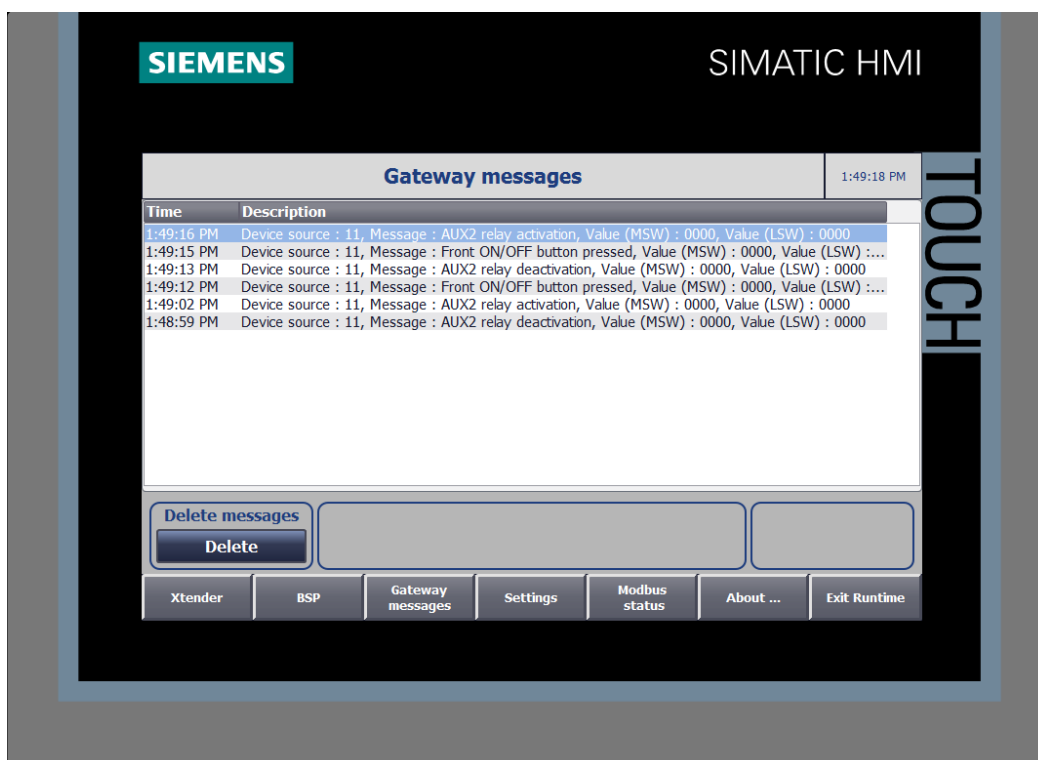 SIEMENS
SIMATIC HMI
TOUCH
Gateway messages
1:49:18 PM
Time Description
1:49:16 PM Device source : 11, Message : AUX2 relay activation, Value (MSW) : 0000, Value (LSW) : 0000
1:49:15 PM Device source : 11, Message : Front ON/OFF button pressed, Value (MSW) : 0000, Value (LSW) :...
1:49:13 PM Device source : 11, Message : AUX2 relay deactivation, Value (MSW) : 0000, Value (LSW) : 0000
1:49:12 PM Device source : 11, Message : Front ON/OFF button pressed, Value (MSW) : 0000, Value (LSW) :...
1:49:02 PM Device source : 11, Message : AUX2 relay activation, Value (MSW) : 0000, Value (LSW) : 0000
1:48:59 PM Device source : 11, Message : AUX2 relay deactivation, Value (MSW) : 0000, Value (LSW) : 0000
Delete messages
Delete
Xtender
BSP
Gateway
messages
Settings
Modbus
status
About ...
Exit Runtime